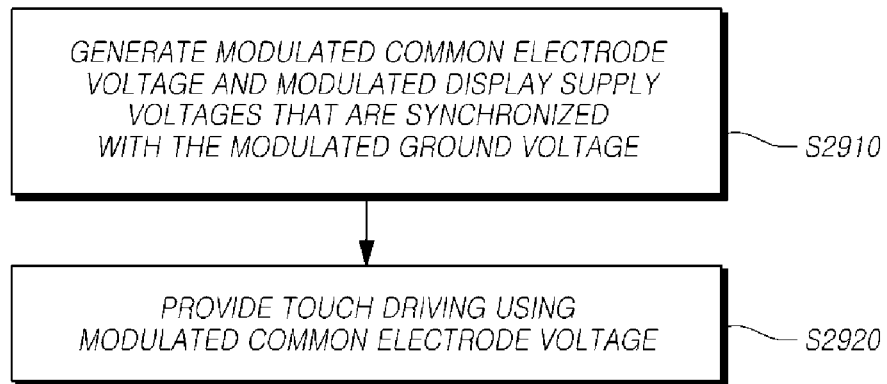 GENERATE MODULATED COMMON ELECTRODE
VOLTAGE AND MODULATED DISPLAY SUPPLY
VOLTAGES THAT ARE SYNCHRONIZED
WITH THE MODULATED GROUND VOLTAGE
S2910
PROVIDE TOUCH DRIVING USING
MODULATED COMMON ELECTRODE VOLTAGE
S2920